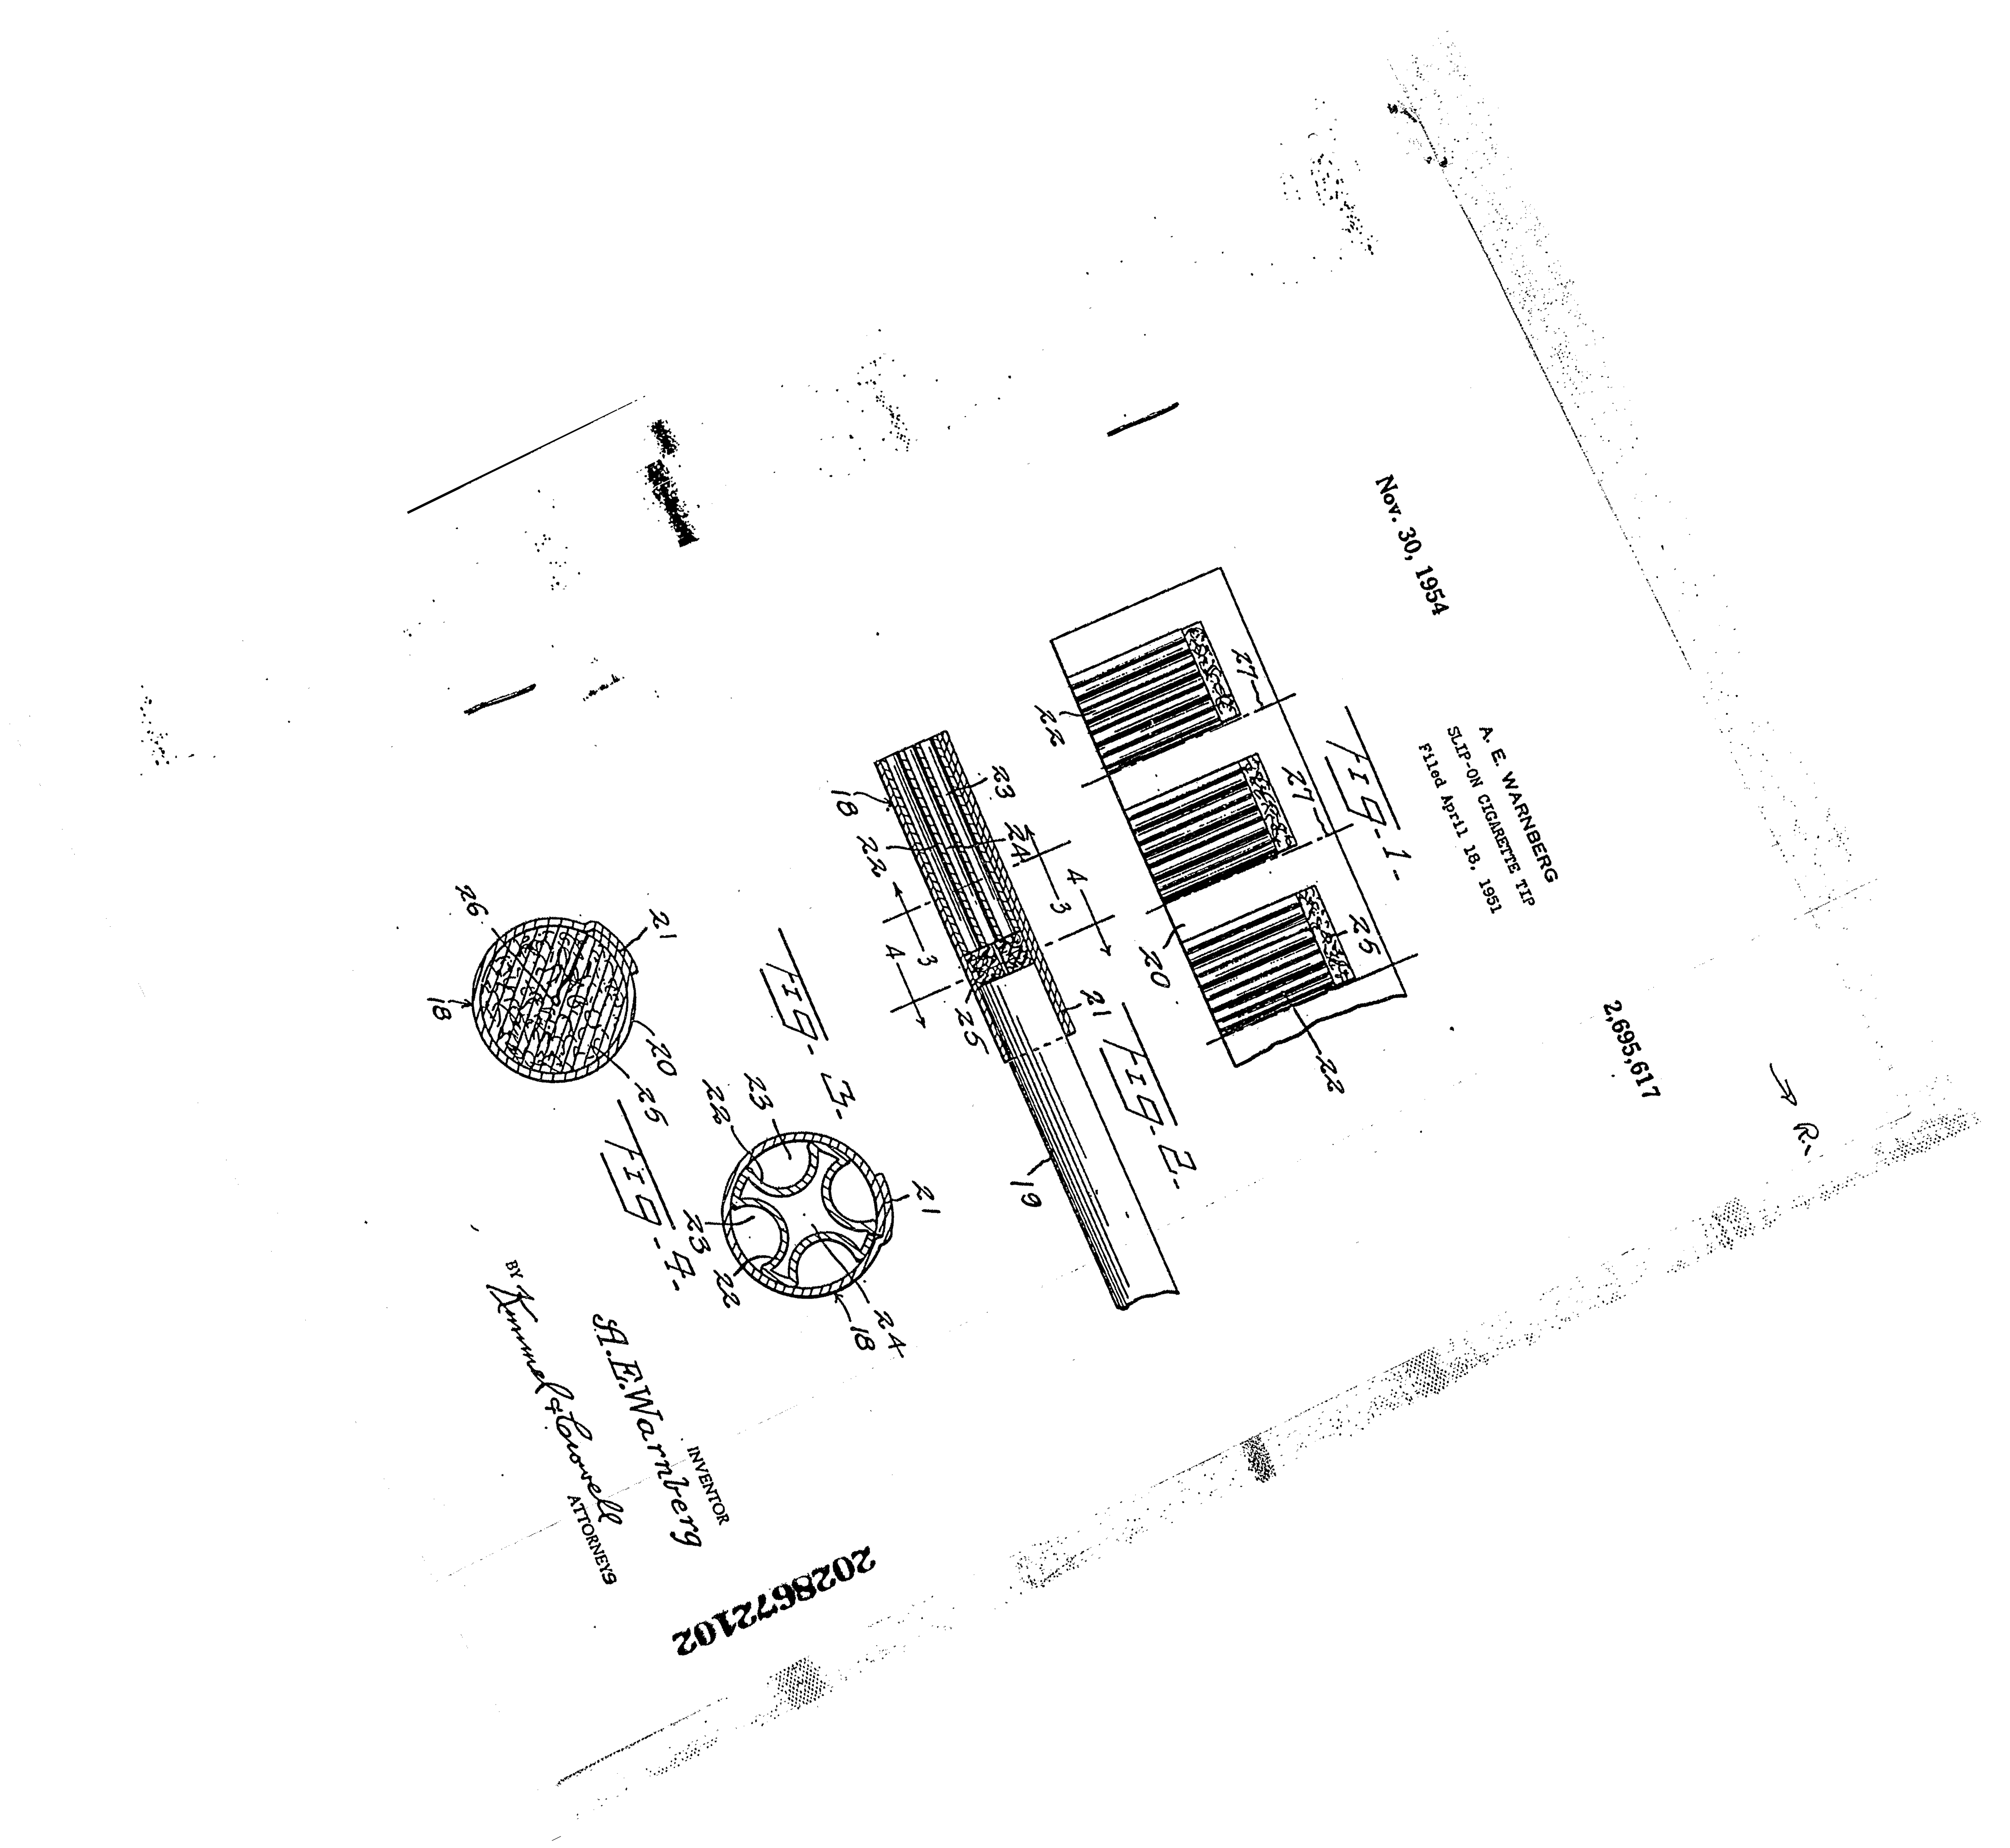 Nov. 30, 1954
A. E. WARNBERG
2,695,617
SLIP-ON CIGARETTE TIP
Filed April 18, 1951
→ R.
FIG-1-
27
27
25
22
20
22
FIG-2-
23
24
4
3
21
18
22
4
3
25
19
FIG-3-
23
22
21
23
22
24
18
FIG-4-
21
26
18
20
25
INVENTOR
A.E.Warnberg
BY Kimmel & Crowell
ATTORNEYS
2028672102